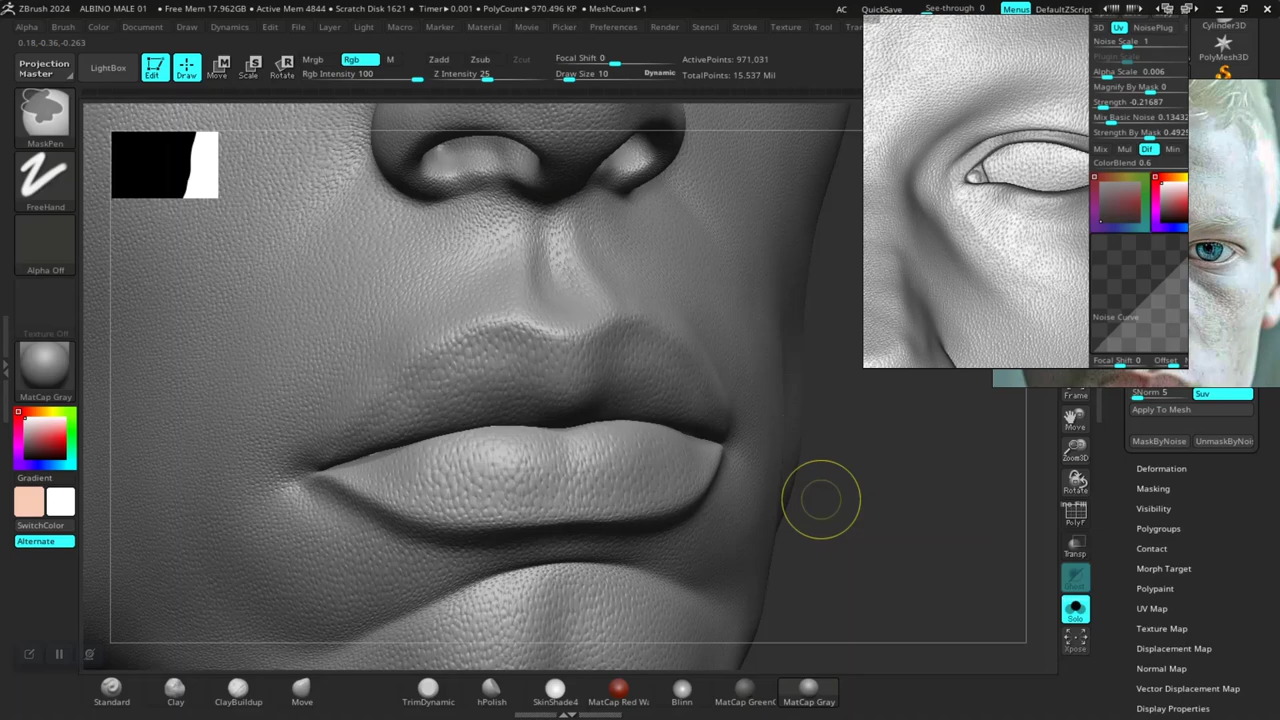 ZBrush 2024 ALBINO MALE 01 • Free Mem 17.962GB • Active Mem 4844 • Scratch Disk 1621 • Timer▸0.001 • PolyCount▸970.496 KP • MeshCount▸1 AC QuickSave See-through 0 Menus DefaultZScript
Alpha Brush Color Document Draw Dynamics Edit File Layer Light Macro Marker Material Movie Picker Preferences Render Stencil Stroke Texture Tool Tra
0.18,-0.36,-0.263
Projection Master
LightBox
Edit
Draw
Move
Scale
Rotate
Mrgb Rgb M
Rgb Intensity 100
Zadd Zsub Zcut
Z Intensity 25
Focal Shift 0
Draw Size 10 Dynamic
ActivePoints: 971,031
TotalPoints: 15.537 Mil
MaskPen
FreeHand
Alpha Off
Texture Off
MatCap Gray
Gradient
SwitchColor
Alternate
Cylinder3D
PolyMesh3D
3D Uv NoisePlug
Noise Scale 1
Plugin Scale
Alpha Scale 0.006
Magnify By Mask 0
Strength -0.21687
Mix Basic Noise 0.13432
Strength By Mask 0.4925
Mix Mul Dif Min
ColorBlend 0.6
Noise Curve
Focal Shift 0 Offset
SNorm 5 Suv
Apply To Mesh
MaskByNoise UnmaskByNoi
Deformation
Masking
Visibility
Polygroups
Contact
Morph Target
Polypaint
UV Map
Texture Map
Displacement Map
Normal Map
Vector Displacement Map
Display Properties
Frame
Move
Zoom3D
Rotate
PolyF
Transp
Ghost
Solo
Xpose
Standard Clay ClayBuildup Move TrimDynamic hPolish SkinShade4 MatCap Red Wa Blinn MatCap GreenC MatCap Gray